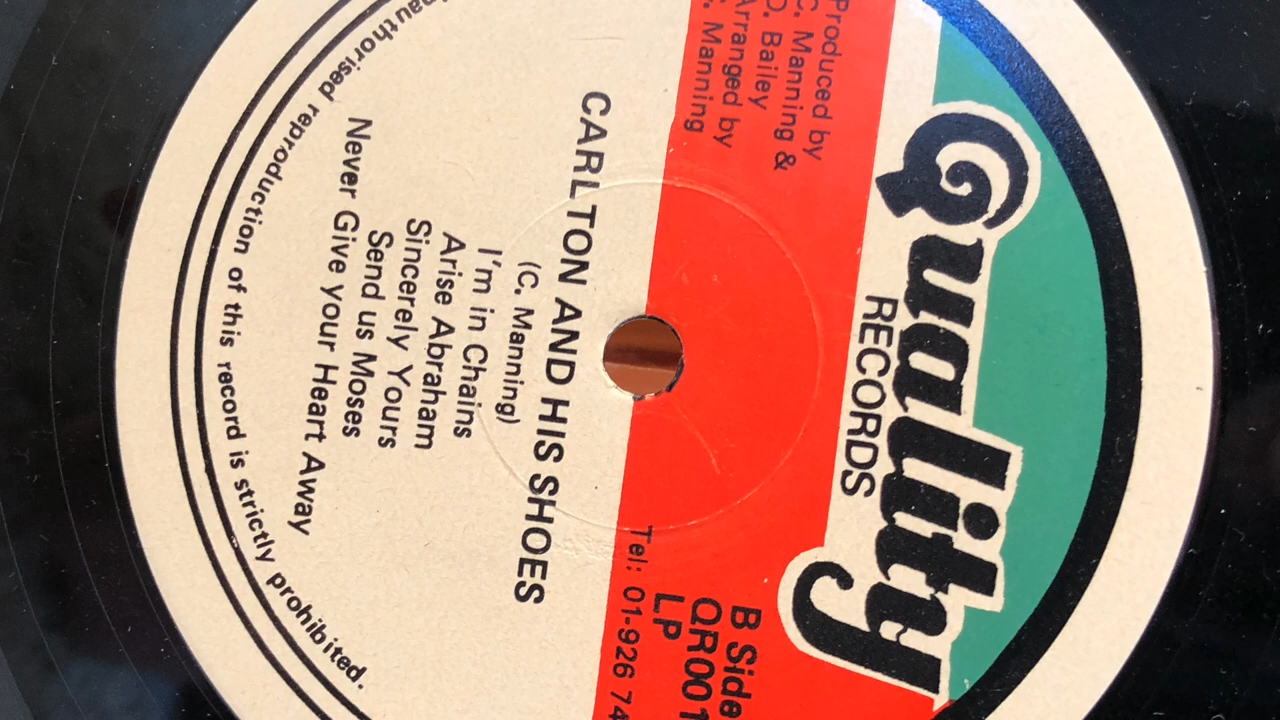 Quality
RECORDS
Produced by
C. Manning &
D. Bailey
Arranged by
C. Manning
B Side
QR001
LP
Tel: 01-926 74
CARLTON AND HIS SHOES
(C. Manning)
I'm in Chains
Arise Abraham
Sincerely Yours
Send us Moses
Never Give your Heart Away
nauthorised reproduction of this record is strictly prohibited.